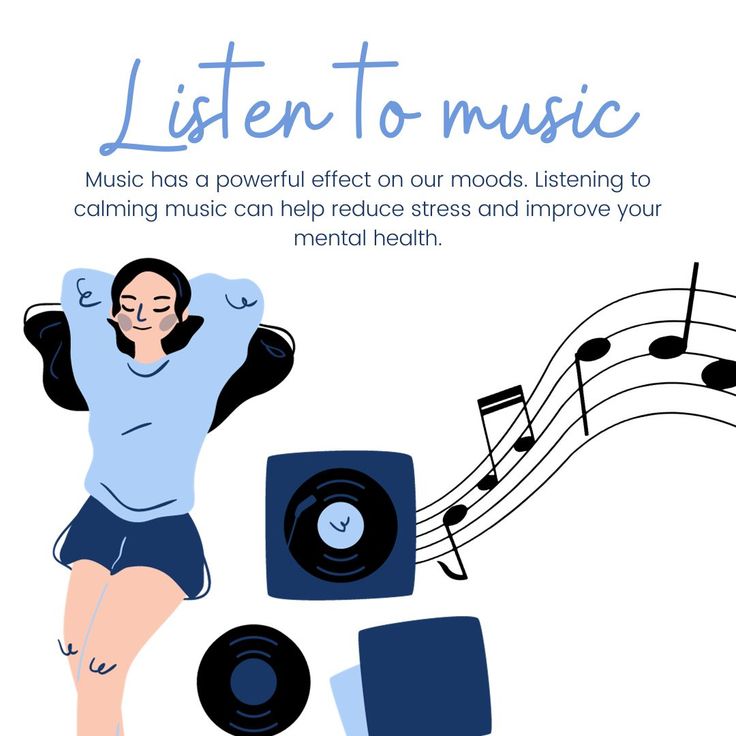 Listen to music
Music has a powerful effect on our moods. Listening to
calming music can help reduce stress and improve your
mental health.